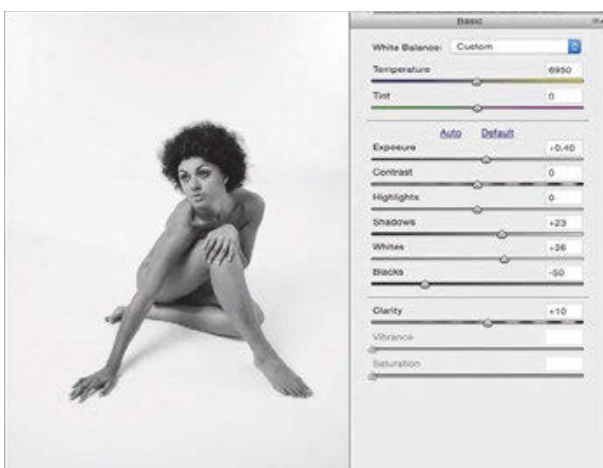 Basic
White Balance: Custom
Temperature 6950
Tint 0
Auto Default
Exposure +0.40
Contrast 0
Highlights 0
Shadows +23
Whites +36
Blacks -50
Clarity +10
Vibrance
Saturation